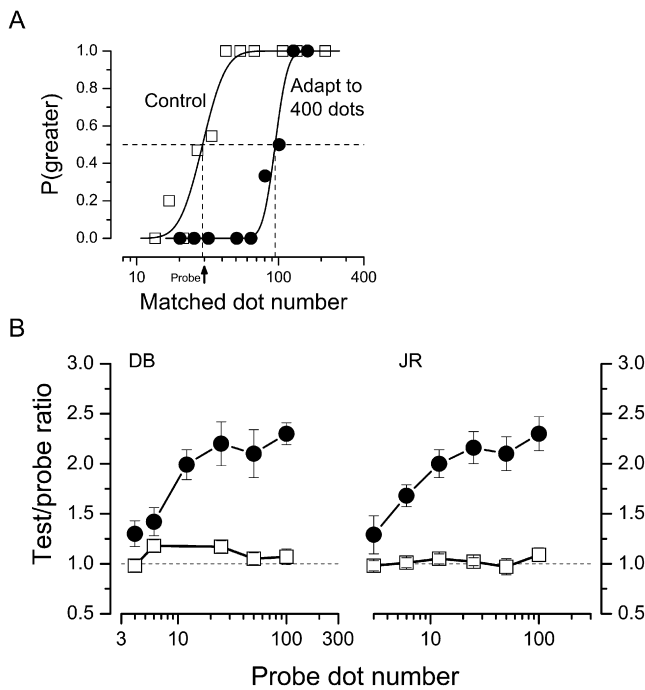 A
P(greater)
1.0
0.8
0.6
0.4
0.2
0.0
Control
Adapt to
400 dots
Probe
10
100
400
Matched dot number
B
Test/probe ratio
DB
JR
3.0
2.5
2.0
1.5
1.0
0.5
3.0
2.5
2.0
1.5
1.0
0.5
3
10
100
300
10
100
Probe dot number